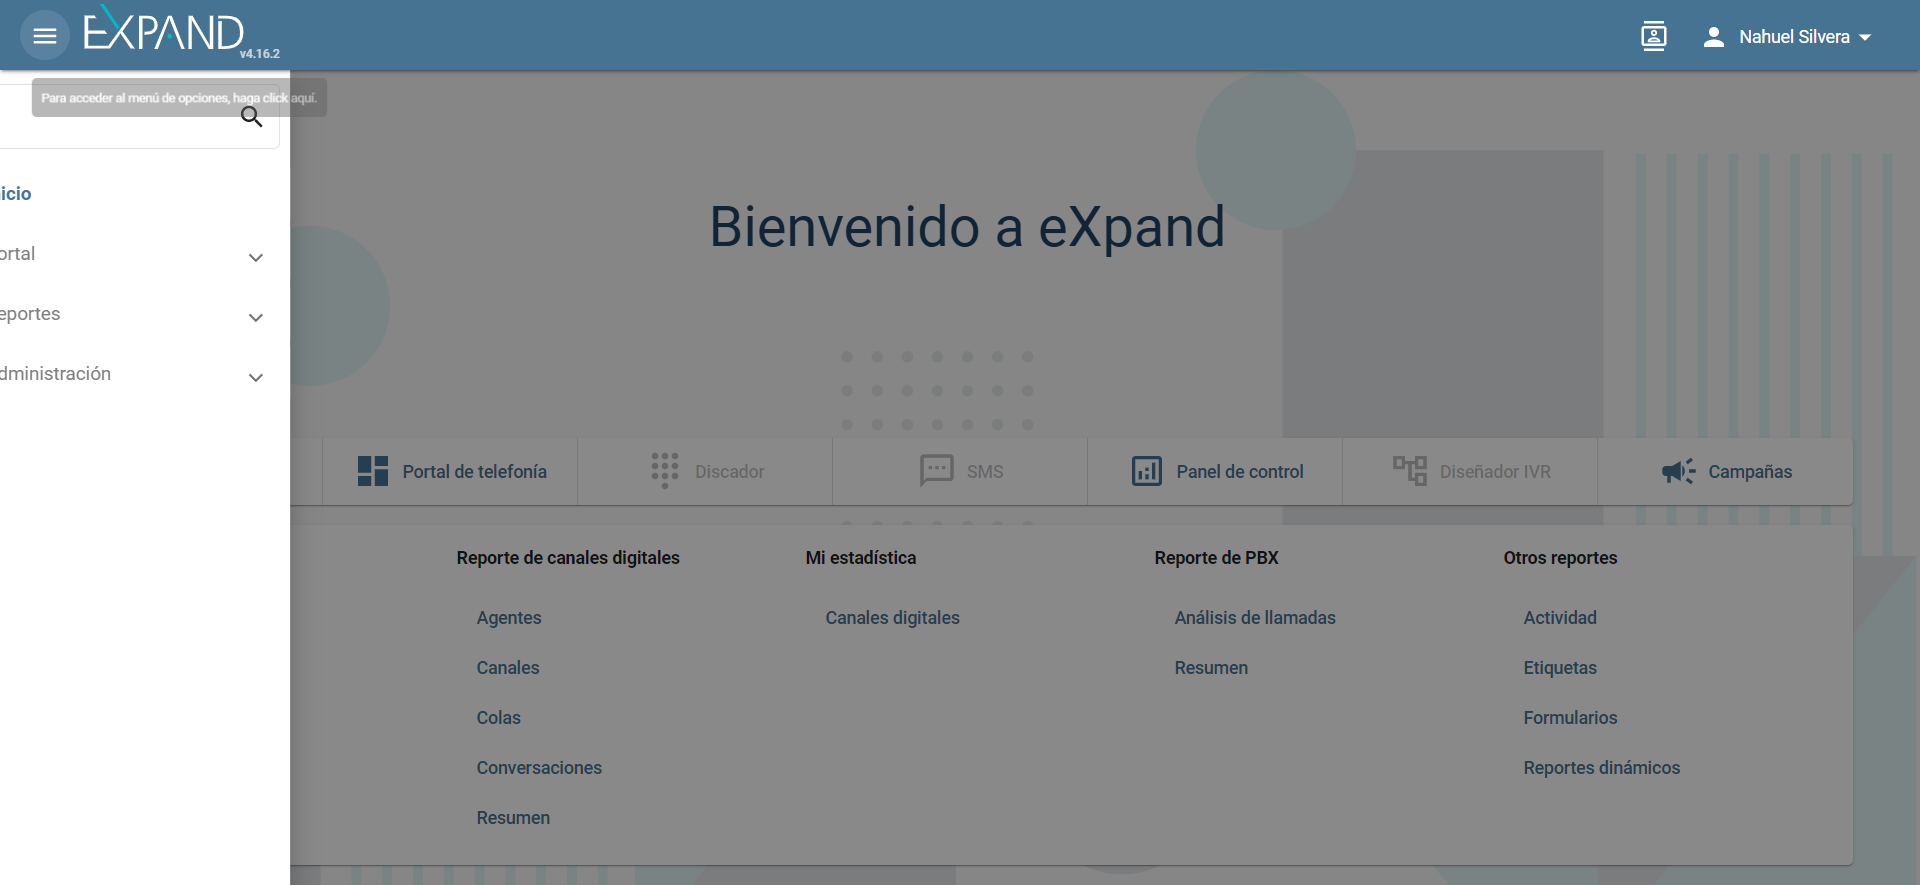 EXPAND
v4.16.2
Nahuel Silvera
Para acceder al menú de opciones, haga click aquí.
icio
ortal
eportes
dministración
Bienvenido a eXpand
Portal de telefonía
Discador
SMS
Panel de control
Diseñador IVR
Campañas
Reporte de canales digitales
Agentes
Canales
Colas
Conversaciones
Resumen
Mi estadística
Canales digitales
Reporte de PBX
Análisis de llamadas
Resumen
Otros reportes
Actividad
Etiquetas
Formularios
Reportes dinámicos